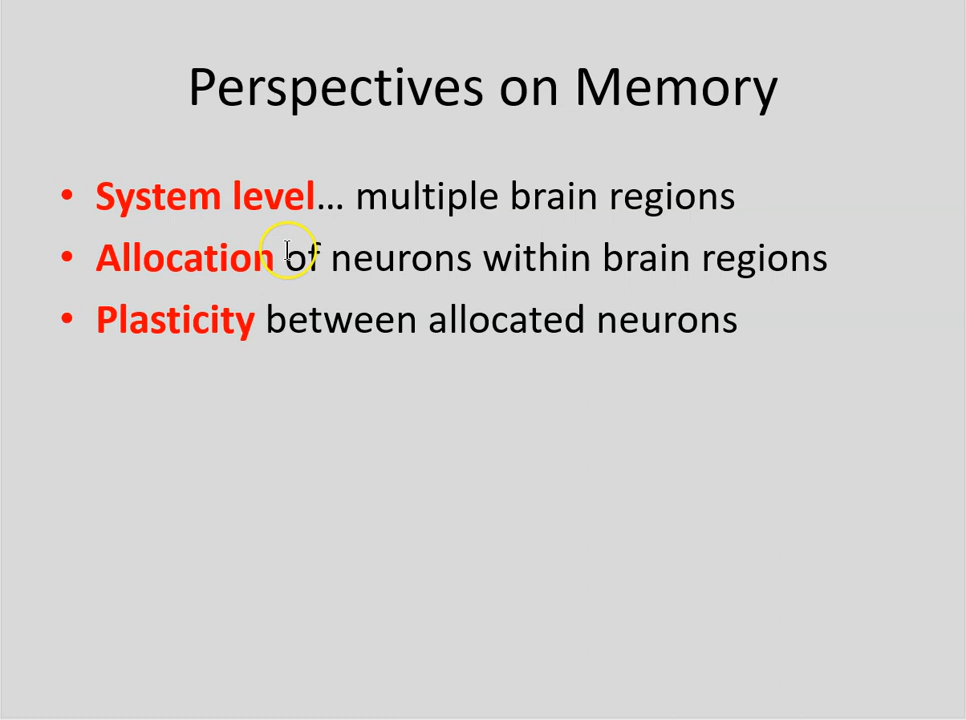 Perspectives on Memory
• System level… multiple brain regions
• Allocation of neurons within brain regions
• Plasticity between allocated neurons